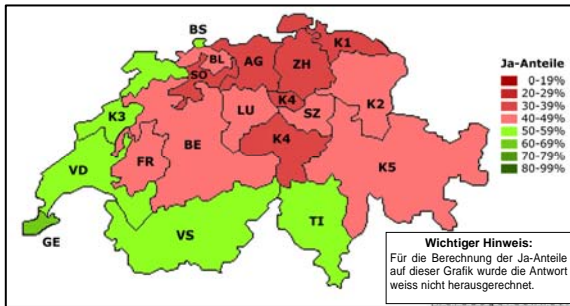 BS
K1
BL
SO
AG
ZH
K4
K2
LU
SZ
K3
K4
BE
FR
K5
VD
GE
VS
TI
Ja-Anteile
0-19%
20-29%
30-39%
40-49%
50-59%
60-69%
70-79%
80-99%
Wichtiger Hinweis:
Für die Berechnung der Ja-Anteile
auf dieser Grafik wurde die Antwort
weiss nicht herausgerechnet.